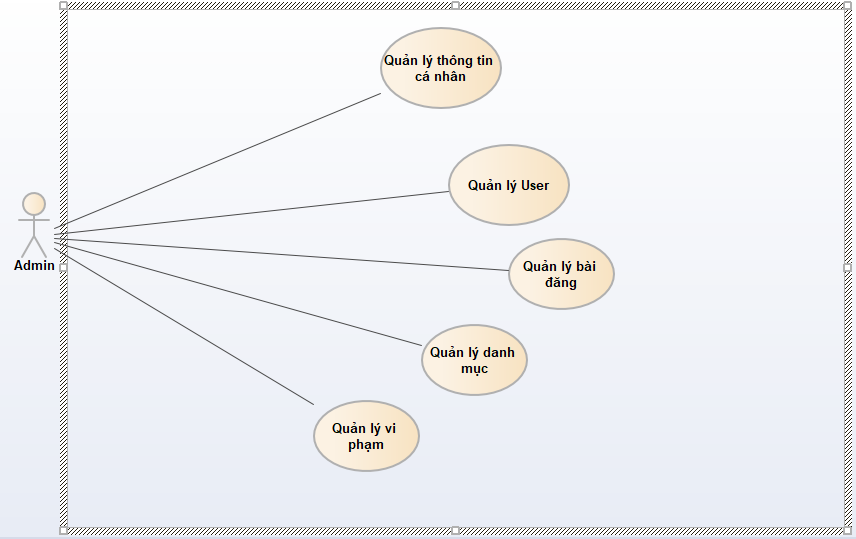 Quản lý thông tin
cá nhân
Quản lý User
Admin
Quản lý bài
đăng
Quản lý danh
mục
Quản lý vi
phạm